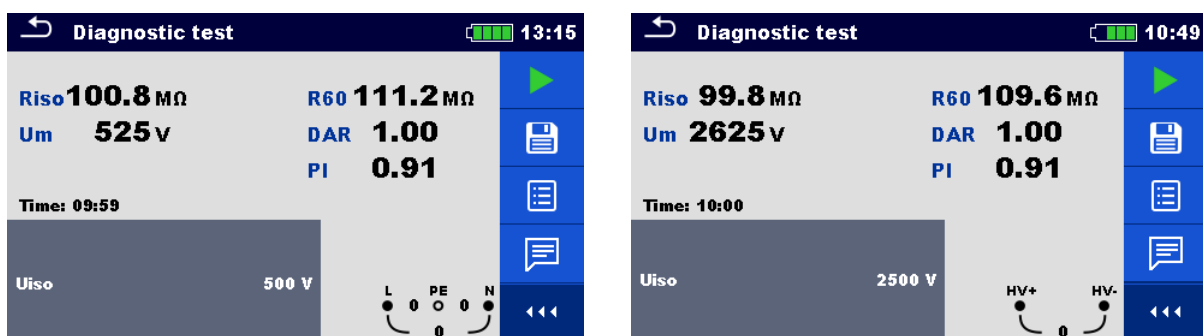 Diagnostic test 13:15
Riso 100.8 MΩ R60 111.2 MΩ
Um 525 V DAR 1.00
PI 0.91
Time: 09:59
Uiso 500 V
L PE N
0 0
0
Diagnostic test 10:49
Riso 99.8 MΩ R60 109.6 MΩ
Um 2625 V DAR 1.00
PI 0.91
Time: 10:00
Uiso 2500 V
HV+ HV-
0